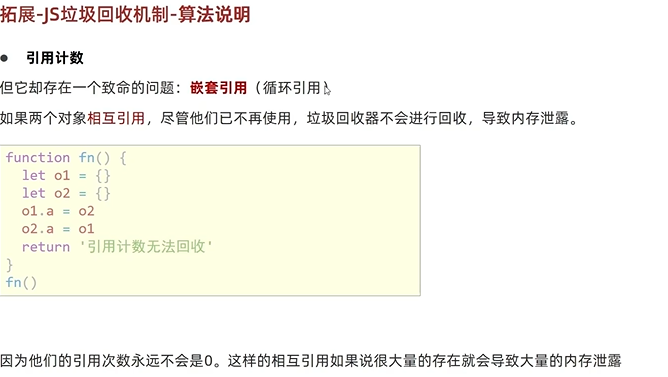 拓展-JS垃圾回收机制-算法说明
● 引用计数
但它却存在一个致命的问题：嵌套引用（循环引用）
如果两个对象相互引用，尽管他们已不再使用，垃圾回收器不会进行回收，导致内存泄露。
function fn() {
  let o1 = {}
  let o2 = {}
  o1.a = o2
  o2.a = o1
  return '引用计数无法回收'
}
fn()
因为他们的引用次数永远不会是0。这样的相互引用如果说很大量的存在就会导致大量的内存泄露